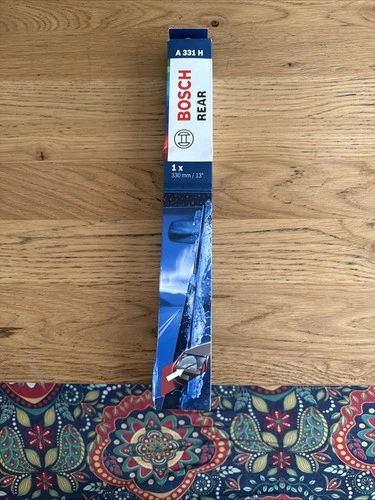 A 331 H
BOSCH
REAR
1 x
330 mm / 13"